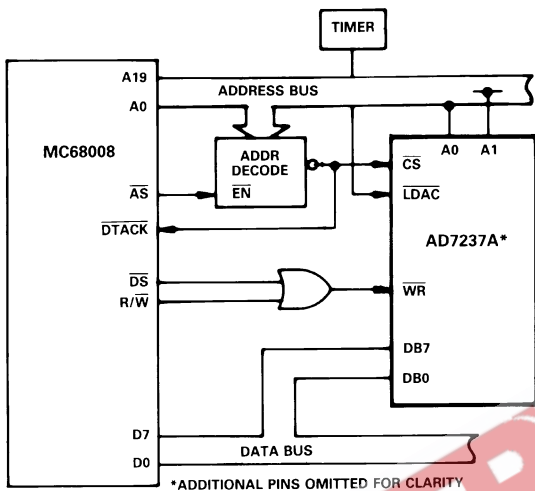 TIMER
A19
ADDRESS BUS
A0
MC68008
ADDR
DECODE
EN
A0 A1
CS
LDAC
AD7237A*
AS
DTACK
DS
R/W
WR
DB7
DB0
D7
DATA BUS
D0
*ADDITIONAL PINS OMITTED FOR CLARITY